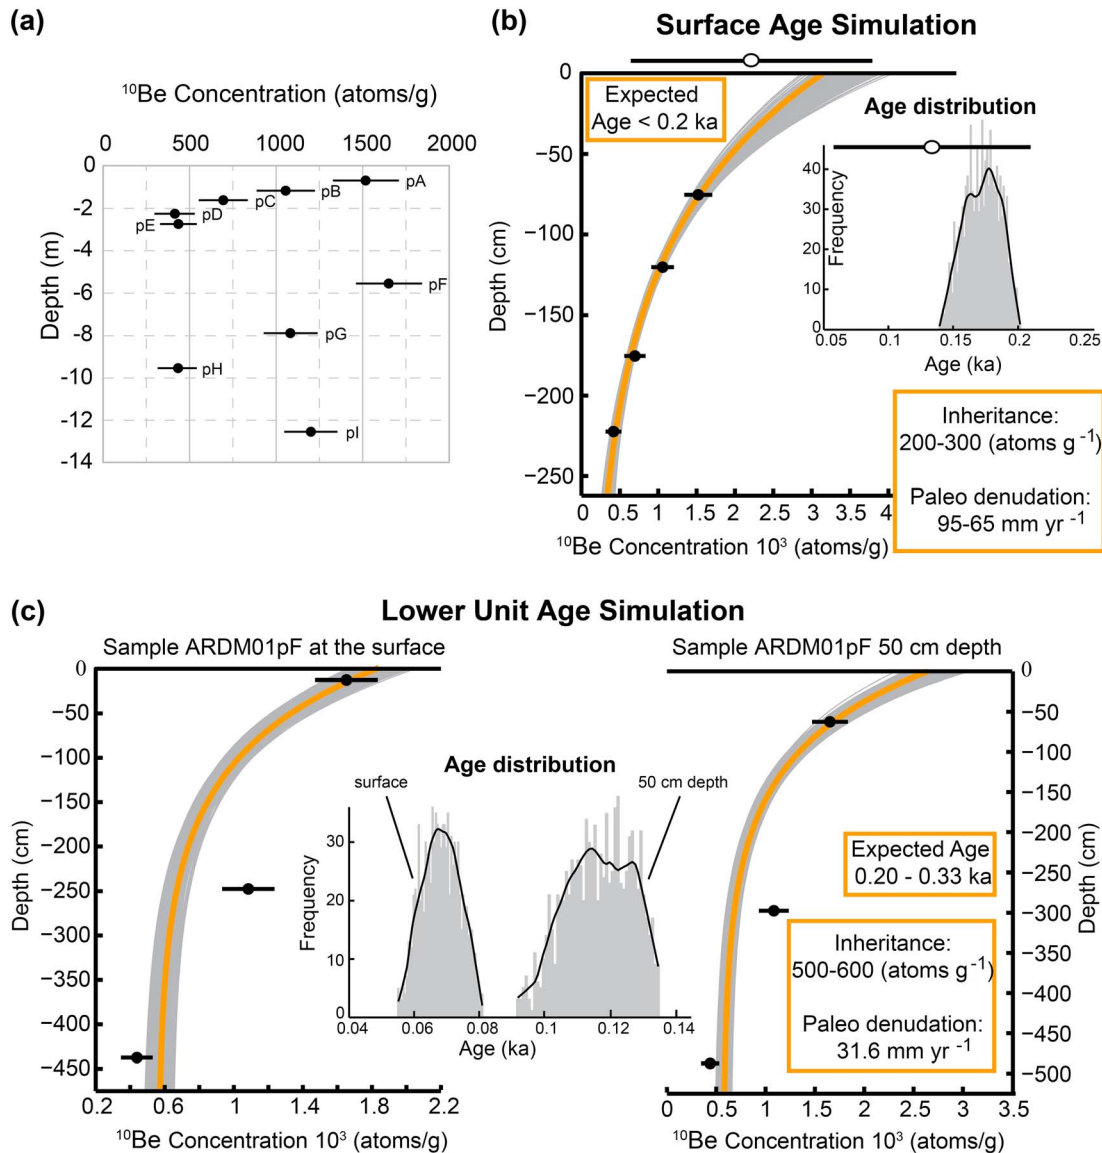 (a)
¹⁰Be Concentration (atoms/g)
0 500 1000 1500 2000
0
-2
-4
-6
-8
-10
-12
-14
Depth (m)
pA
pB
pC
pD
pE
pF
pG
pH
pI
(b)
Surface Age Simulation
Expected
Age < 0.2 ka
0
−50
−100
−150
−200
−250
Depth (cm)
0 0.5 1 1.5 2 2.5 3 3.5 4
¹⁰Be Concentration 10³ (atoms/g)
Age distribution
40
30
20
10
0
Frequency
0.05 0.1 0.15 0.2 0.25
Age (ka)
Inheritance:
200-300 (atoms g⁻¹)
Paleo denudation:
95-65 mm yr⁻¹
(c)
Lower Unit Age Simulation
Sample ARDM01pF at the surface
0
−50
−100
−150
−200
−250
−300
−350
−400
−450
Depth (cm)
0.2 0.6 1 1.4 1.8 2.2
¹⁰Be Concentration 10³ (atoms/g)
Age distribution
surface
50 cm depth
30
20
10
0
Frequency
0.04 0.06 0.08 0.1 0.12 0.14
Age (ka)
Sample ARDM01pF 50 cm depth
0
−50
−100
−150
−200
−250
−300
−350
−400
−450
−500
Depth (cm)
Expected Age
0.20 - 0.33 ka
Inheritance:
500-600 (atoms g⁻¹)
Paleo denudation:
31.6 mm yr⁻¹
0 0.5 1 1.5 2 2.5 3 3.5
¹⁰Be Concentration 10³ (atoms/g)